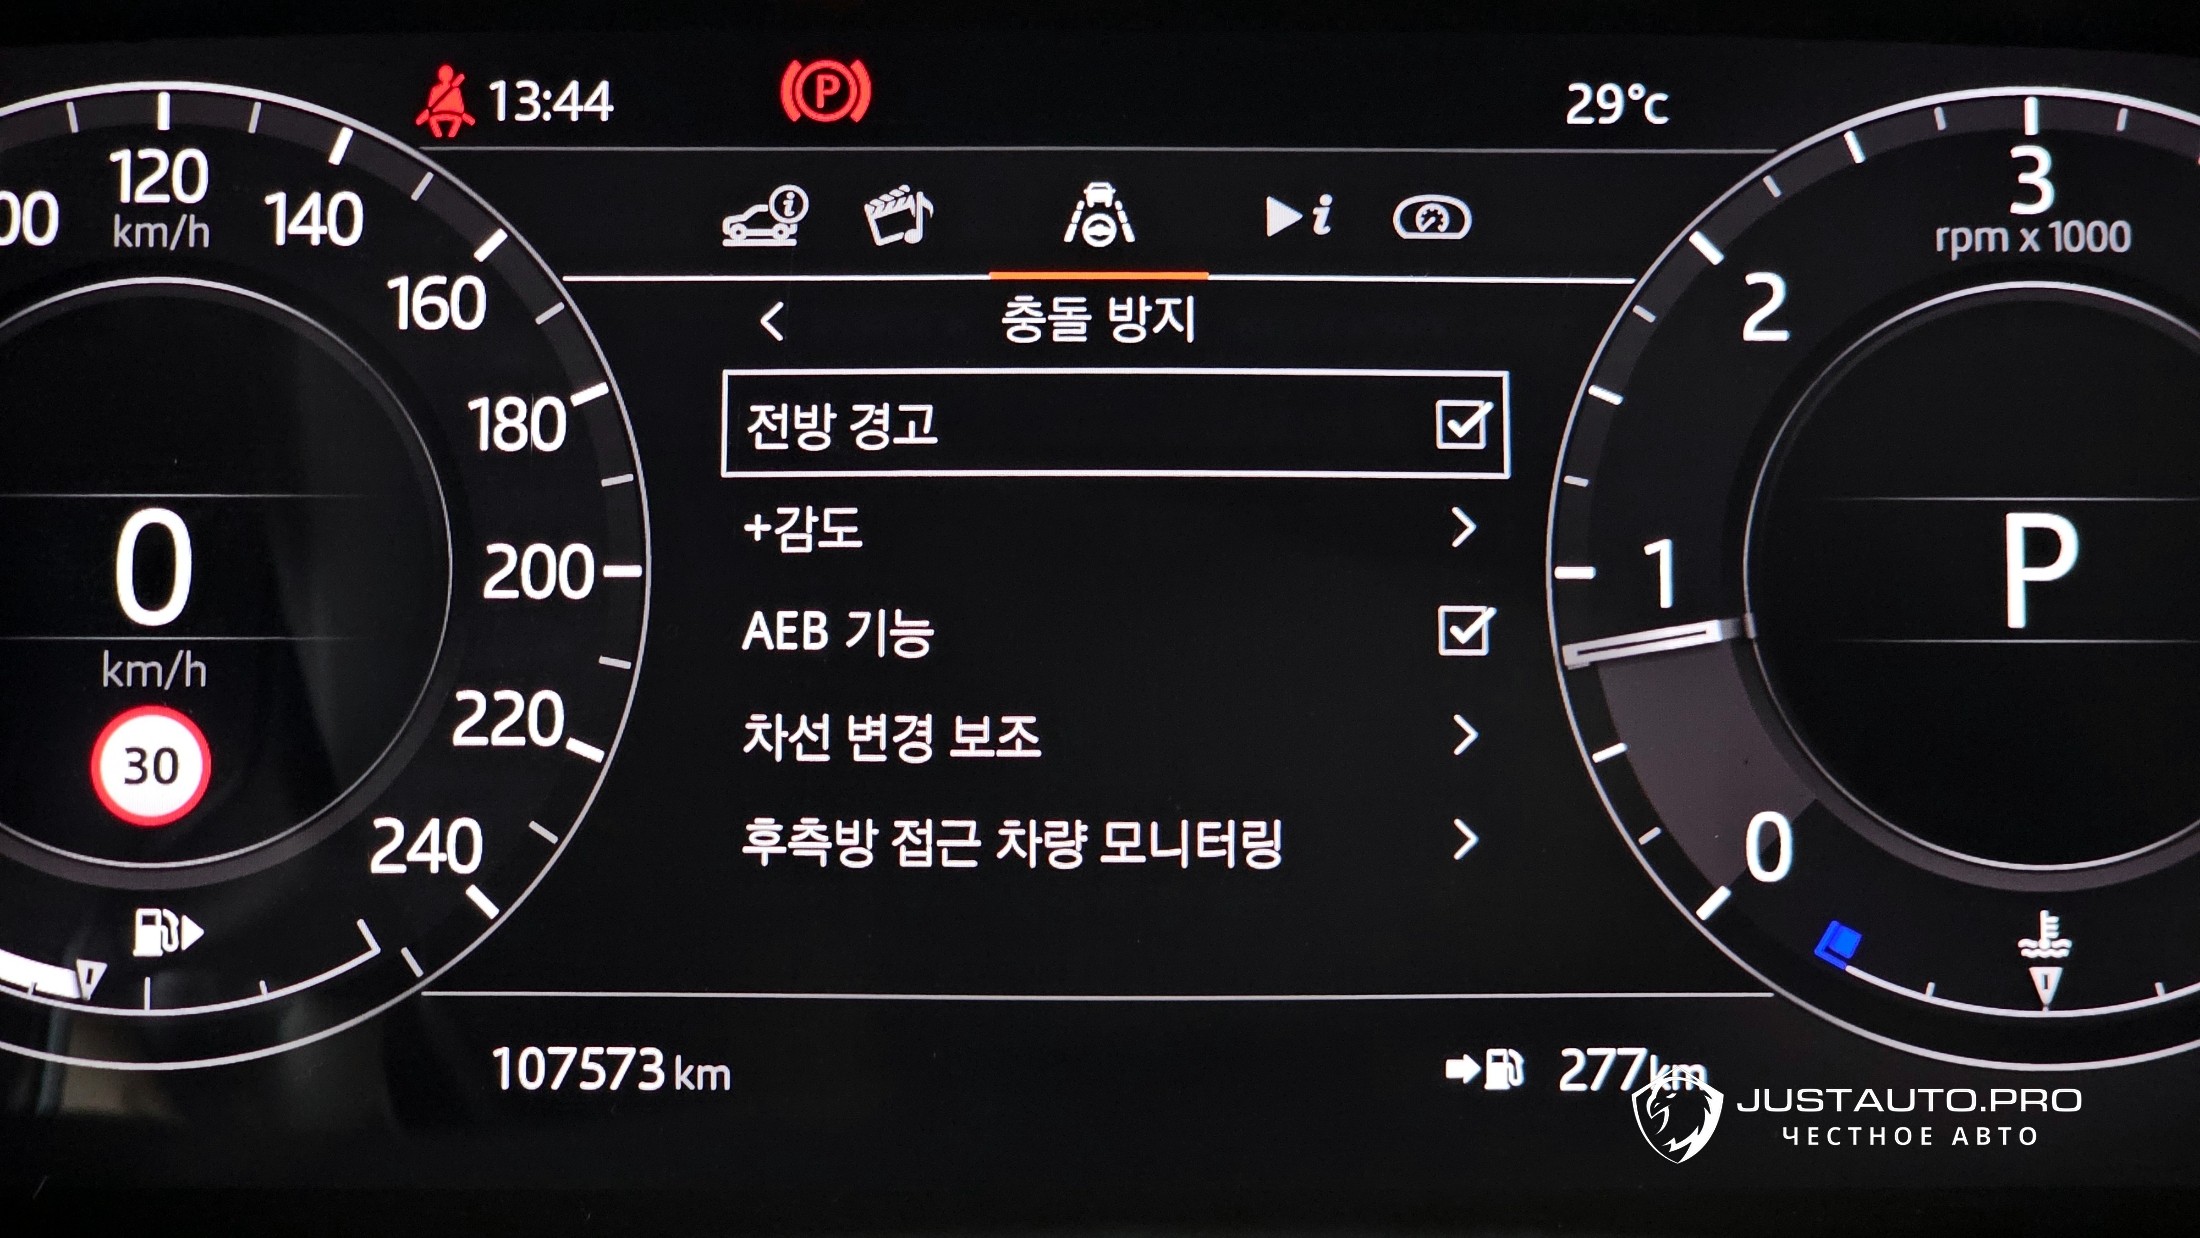 13:44
P
29°C
i
i
충돌 방지
전방 경고
+감도
AEB 기능
차선 변경 보조
후측방 접근 차량 모니터링
120
km/h
140
160
180
200
220
240
0
km/h
30
3
rpm x 1000
2
1
0
P
107573 km
277 km
JUSTAUTO.PRO
ЧЕСТНОЕ АВТО